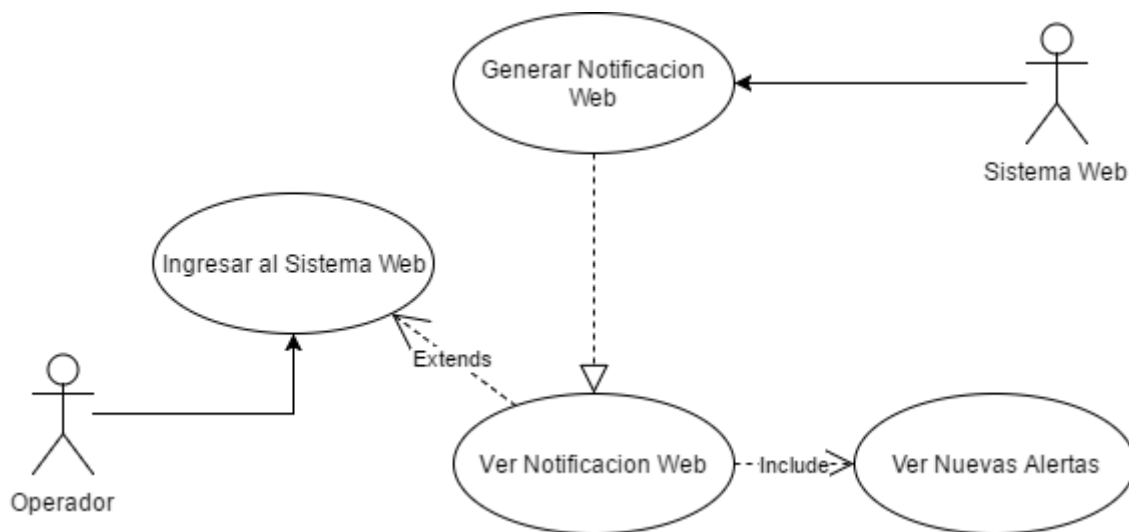 Generar Notificacion
Web
Sistema Web
Ingresar al Sistema Web
Extends
Operador
Ver Notificacion Web
Include
Ver Nuevas Alertas